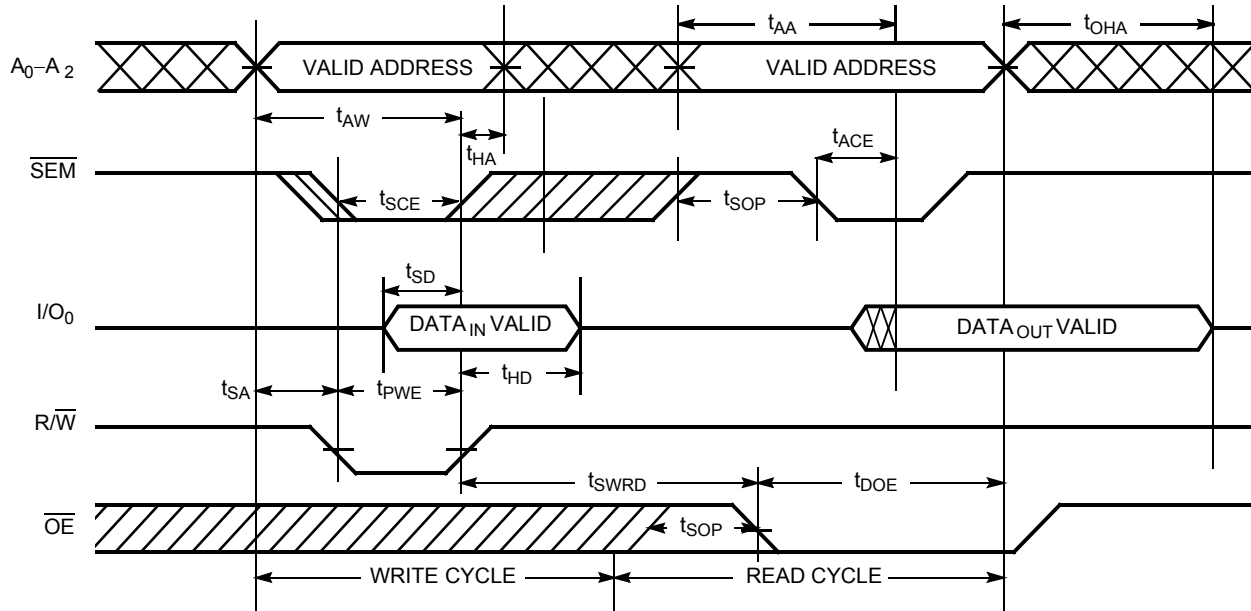 tAA
tOHA
A0–A2
VALID ADDRESS
VALID ADDRESS
tAW
tHA
tACE
SEM
tSCE
tSOP
tSD
I/O0
DATAIN VALID
DATAOUT VALID
tSA
tPWE
tHD
R/W
tSWRD
tDOE
OE
tSOP
WRITE CYCLE
READ CYCLE